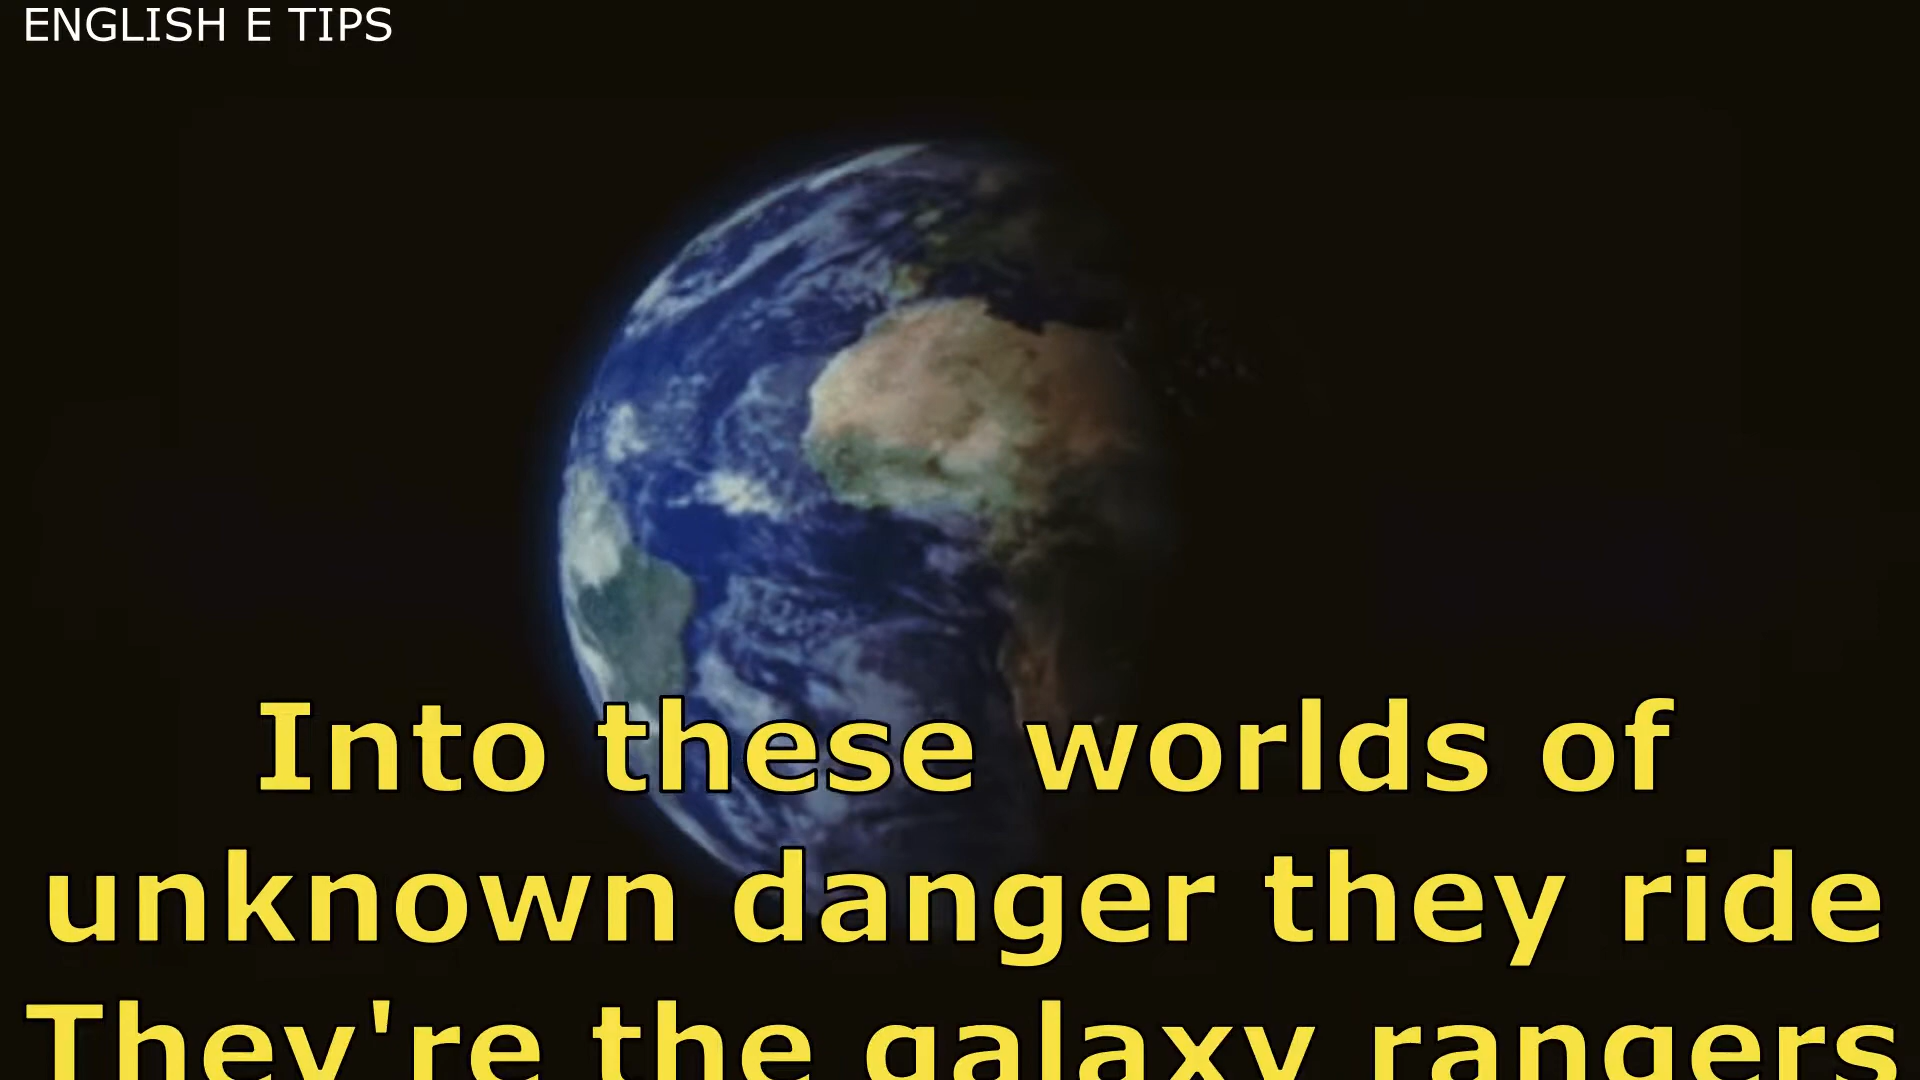 ENGLISH E TIPS
Into these worlds of
unknown danger they ride
They're the galaxy rangers